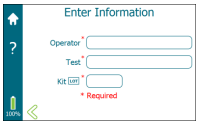 Enter Information
?
Operator *
Test *
Kit LOT *
* Required
100%